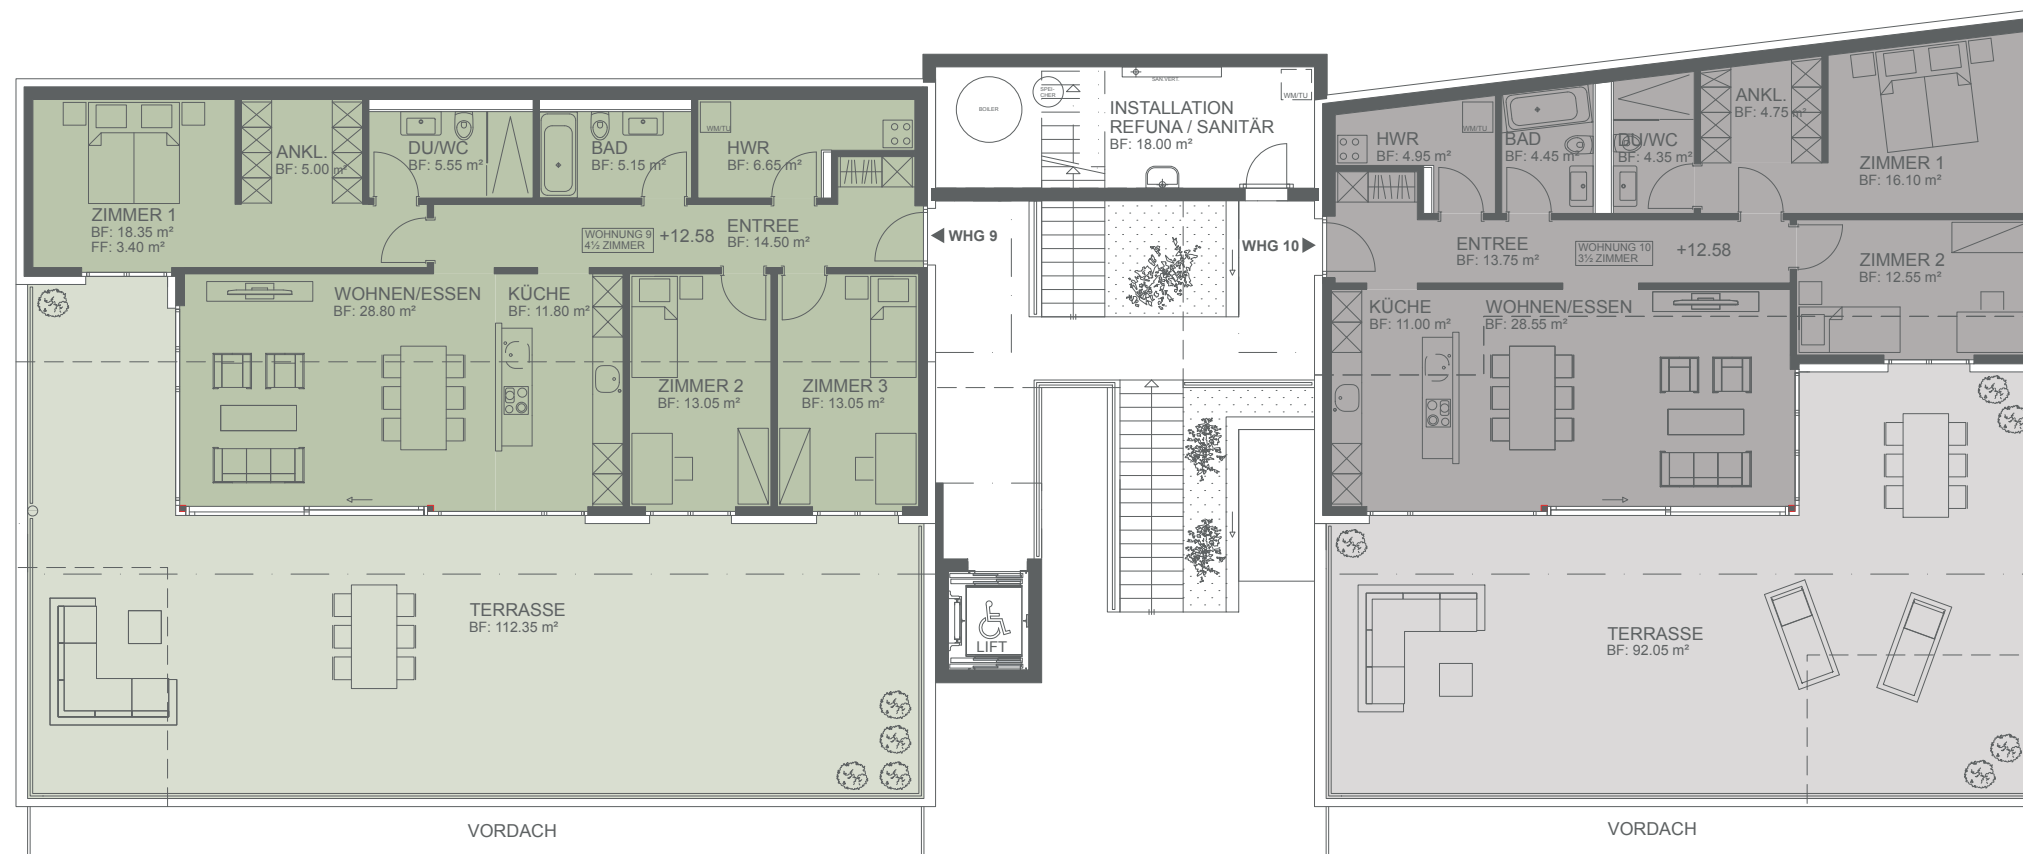 ZIMMER 1
BF: 18.35 m²
FF: 3.40 m²
ANKL.
BF: 5.00 m²
DU/WC
BF: 5.55 m²
BAD
BF: 5.15 m²
WM/TU
HWR
BF: 6.65 m²
WOHNUNG 9
4½ ZIMMER
+12.58
ENTREE
BF: 14.50 m²
WOHNEN/ESSEN
BF: 28.80 m²
KÜCHE
BF: 11.80 m²
ZIMMER 2
BF: 13.05 m²
ZIMMER 3
BF: 13.05 m²
TERRASSE
BF: 112.35 m²
VORDACH
BOILER
SPEI-
CHER
SAN.VERT.
WM/TU
INSTALLATION
REFUNA / SANITÄR
BF: 18.00 m²
WHG 9
WHG 10
LIFT
HWR
BF: 4.95 m²
WM/TU
BAD
BF: 4.45 m²
DU/WC
BF: 4.35 m²
ANKL.
BF: 4.75 m²
ZIMMER 1
BF: 16.10 m²
ENTREE
BF: 13.75 m²
WOHNUNG 10
3½ ZIMMER
+12.58
ZIMMER 2
BF: 12.55 m²
KÜCHE
BF: 11.00 m²
WOHNEN/ESSEN
BF: 28.55 m²
TERRASSE
BF: 92.05 m²
VORDACH